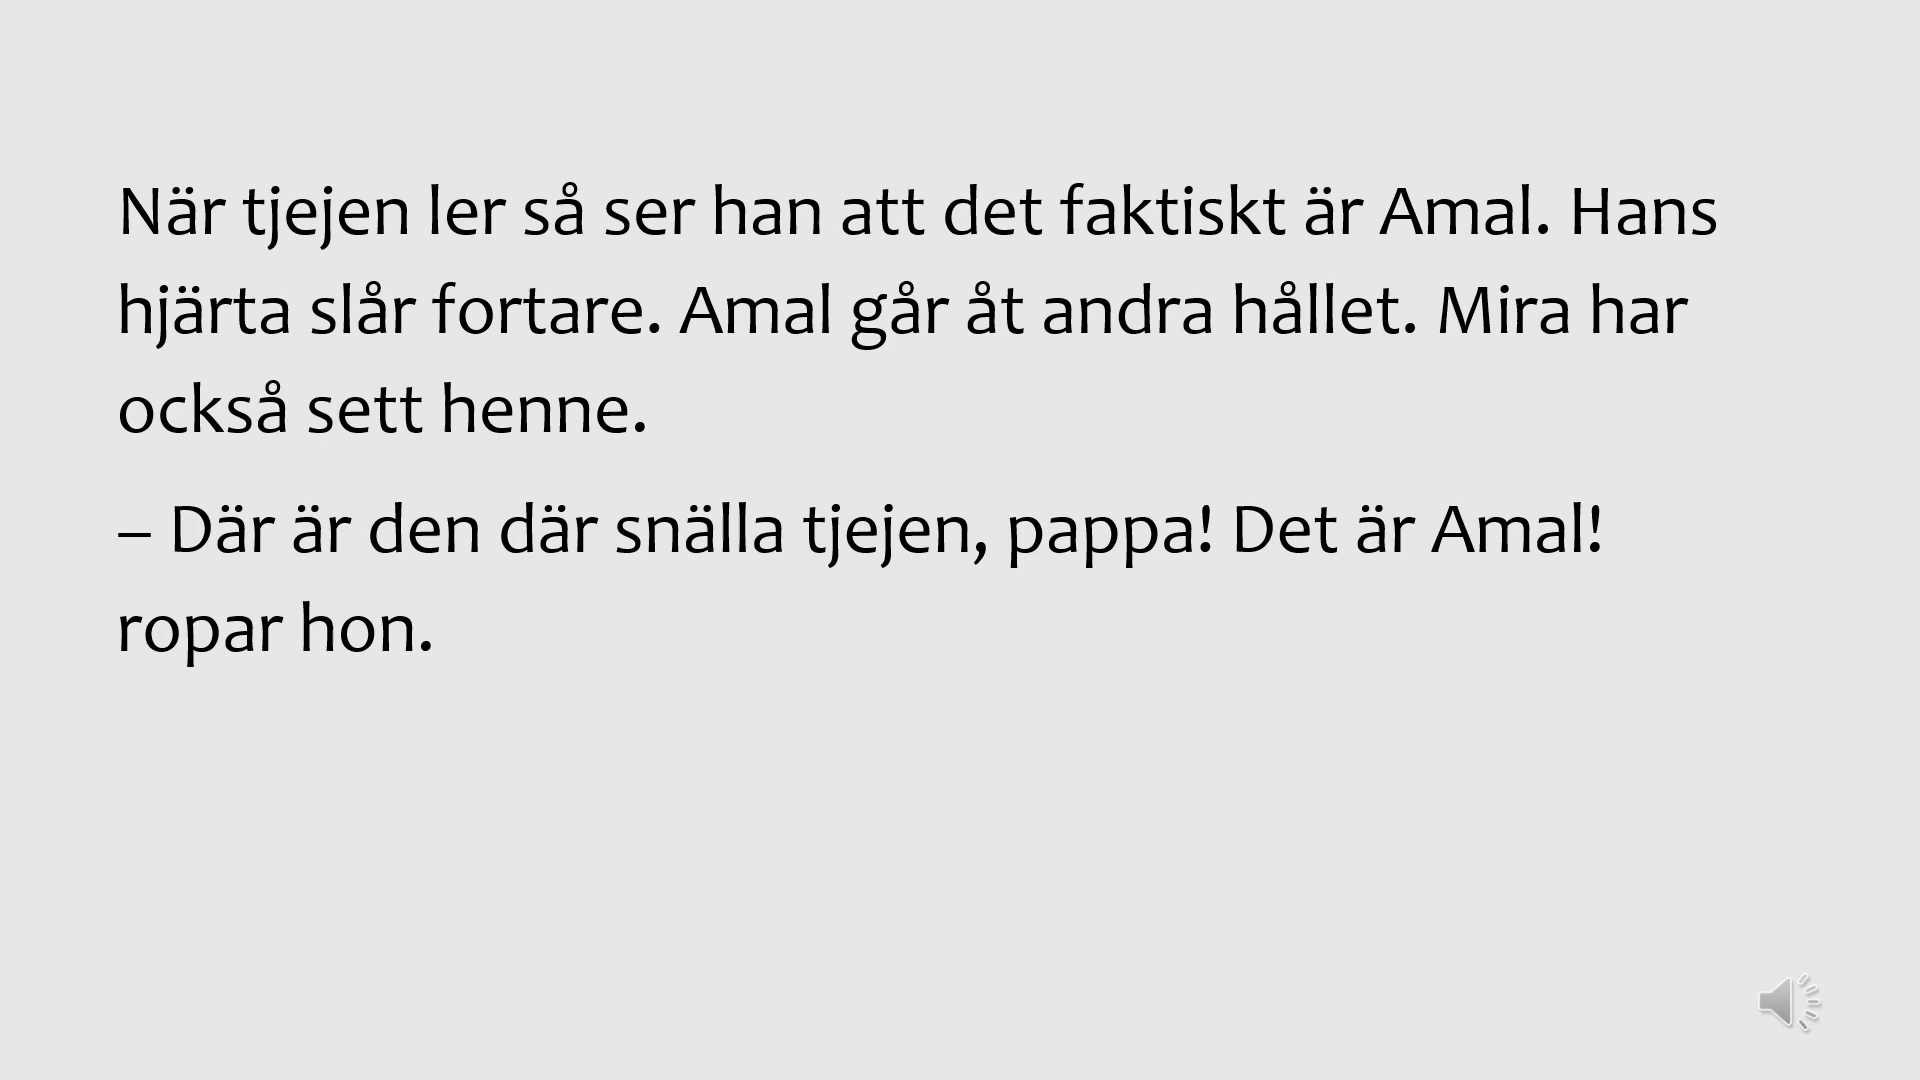 När tjejen ler så ser han att det faktiskt är Amal. Hans
hjärta slår fortare. Amal går åt andra hållet. Mira har
också sett henne.
– Där är den där snälla tjejen, pappa! Det är Amal!
ropar hon.